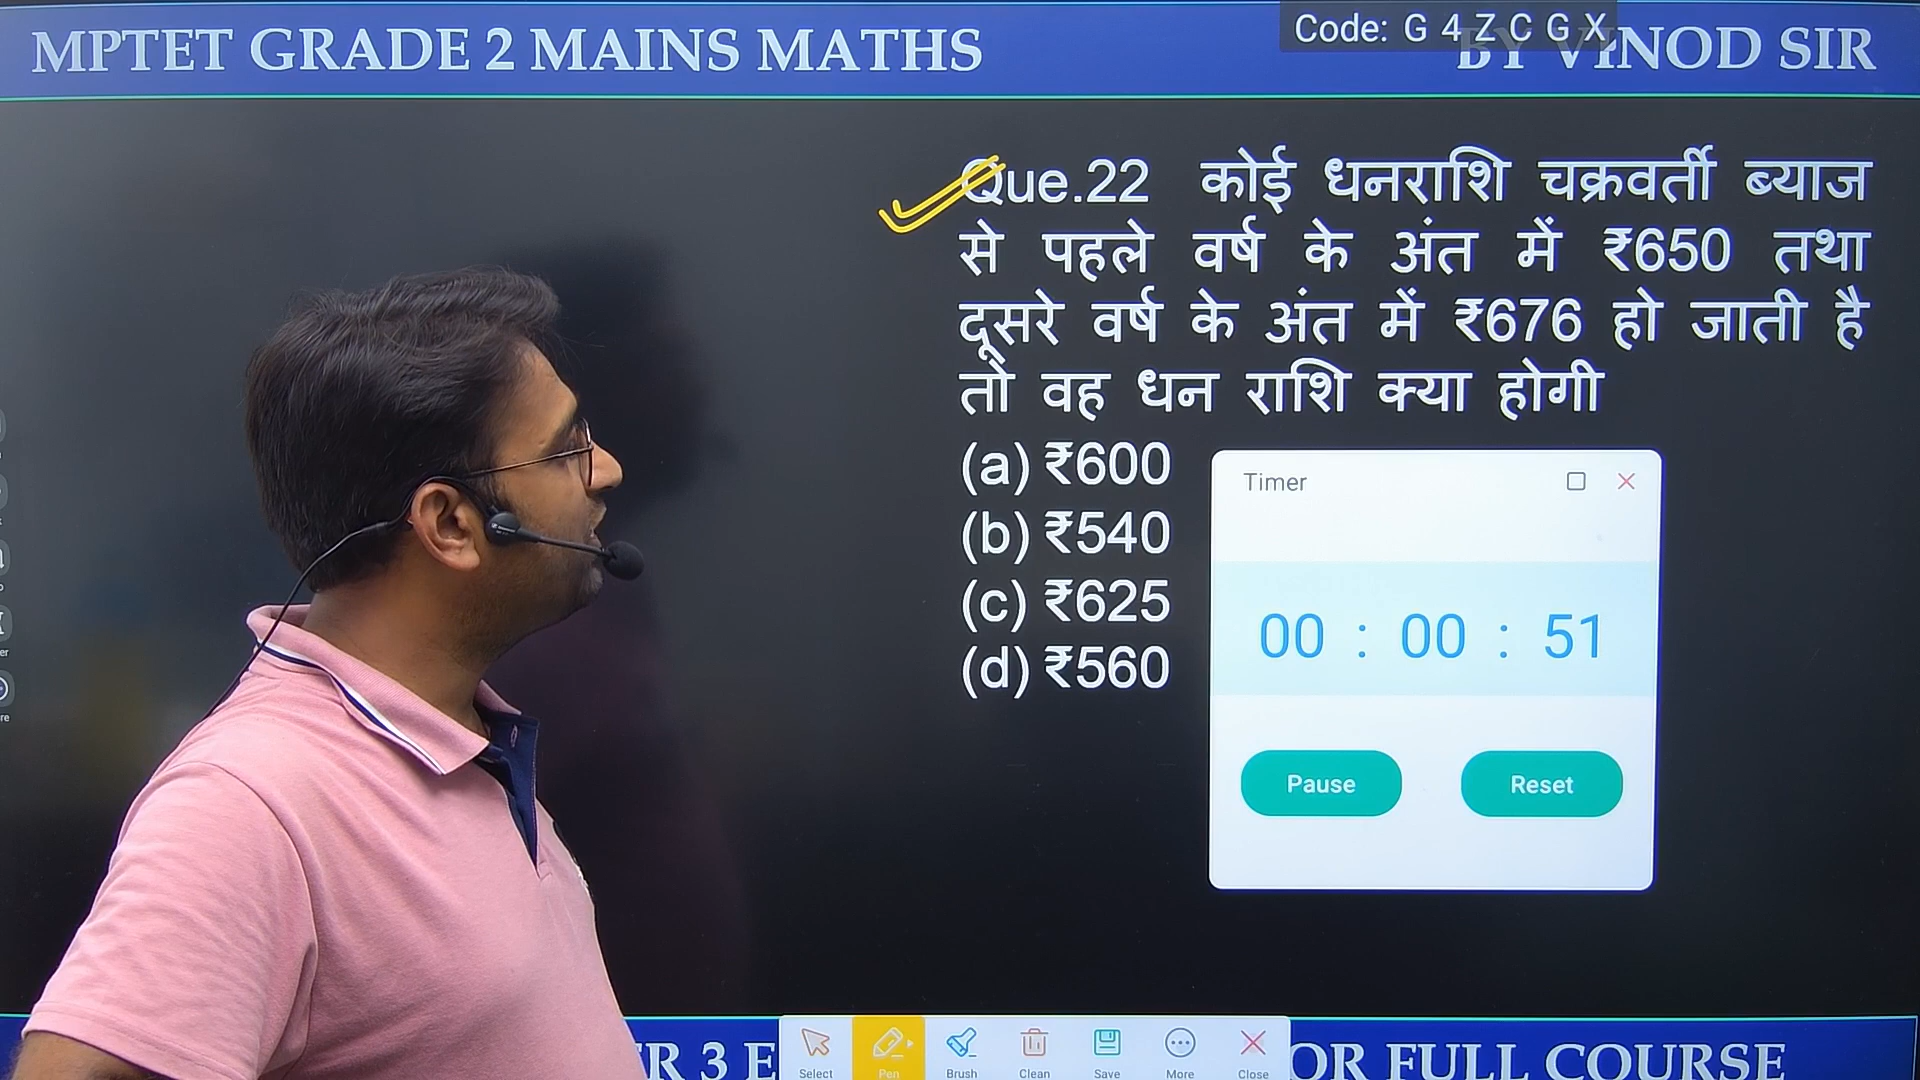 MPTET GRADE 2 MAINS MATHS
Code: G 4 Z C G X
BY VINOD SIR
Que.22 कोई धनराशि चक्रवर्ती ब्याज
से पहले वर्ष के अंत में ₹650 तथा
दूसरे वर्ष के अंत में ₹676 हो जाती है
तो वह धन राशि क्या होगी
(a) ₹600
(b) ₹540
(c) ₹625
(d) ₹560
Timer
00 : 00 : 51
Pause Reset
Select Pen Brush Clean Save More Close
OR FULL COURSE